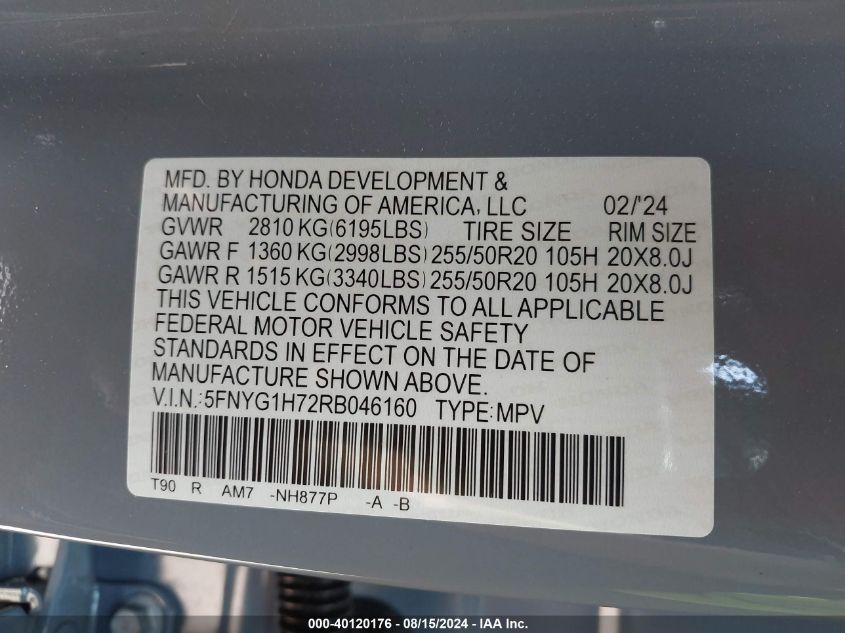 MFD. BY HONDA DEVELOPMENT &
MANUFACTURING OF AMERICA, LLC 02/'24
GVWR 2810 KG(6195LBS) TIRE SIZE RIM SIZE
GAWR F 1360 KG(2998LBS) 255/50R20 105H 20X8.0J
GAWR R 1515 KG(3340LBS) 255/50R20 105H 20X8.0J
THIS VEHICLE CONFORMS TO ALL APPLICABLE
FEDERAL MOTOR VEHICLE SAFETY
STANDARDS IN EFFECT ON THE DATE OF
MANUFACTURE SHOWN ABOVE.
V.I.N.:5FNYG1H72RB046160 TYPE:MPV
T90 R AM7 -NH877P -A -B
000-40120176 - 08/15/2024 - IAA Inc.